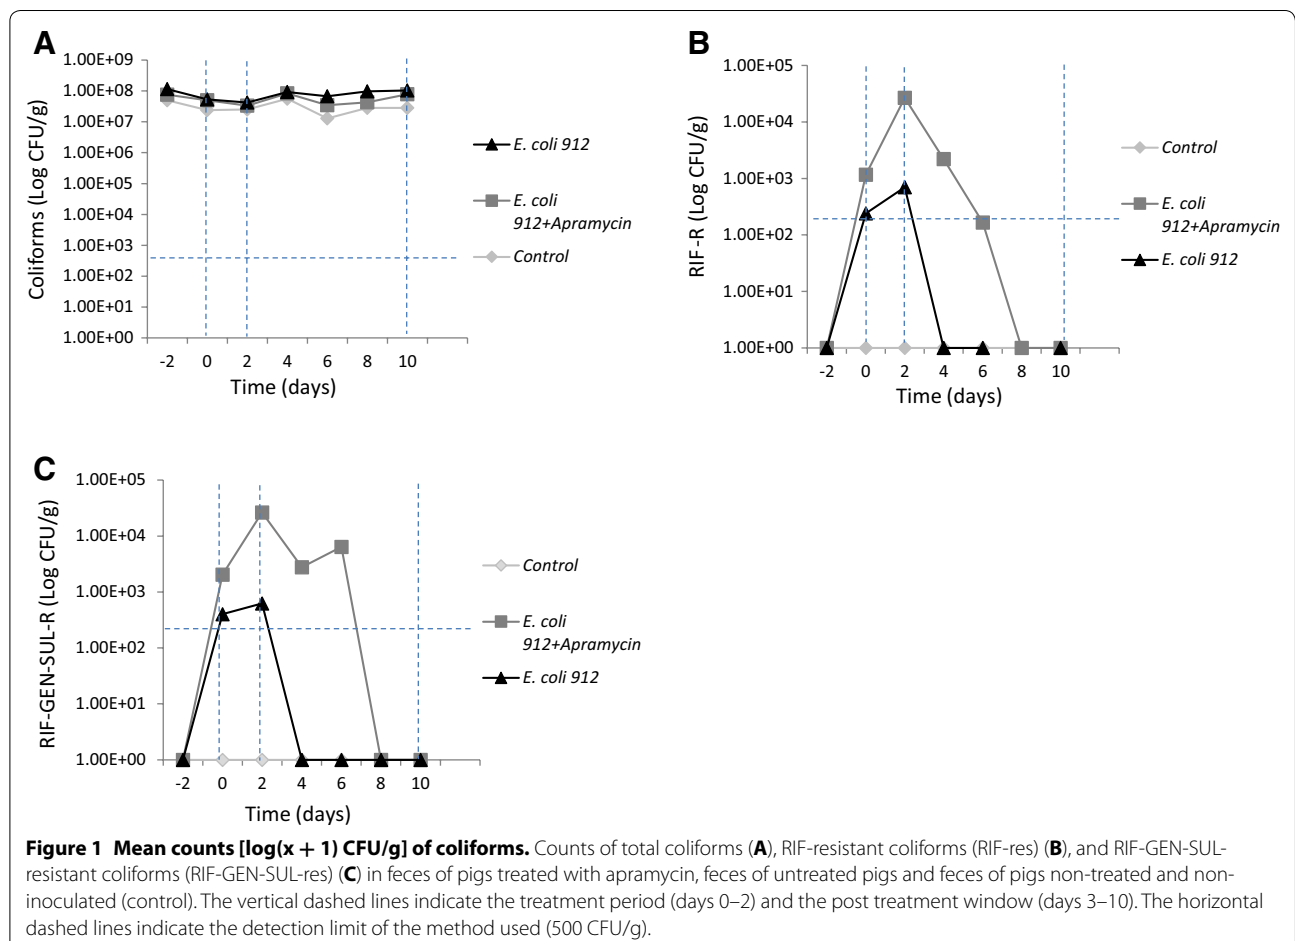 A
1.00E+09
1.00E+08
1.00E+07
1.00E+06
1.00E+05
1.00E+04
1.00E+03
1.00E+02
1.00E+01
1.00E+00
Coliforms (Log CFU/g)
-2 0 2 4 6 8 10
Time (days)
E. coli 912
E. coli
912+Apramycin
Control
B
1.00E+05
1.00E+04
1.00E+03
1.00E+02
1.00E+01
1.00E+00
RIF -R (Log CFU/g)
-2 0 2 4 6 8 10
Time (days)
Control
E. coli
912+Apramycin
E. coli 912
C
1.00E+05
1.00E+04
1.00E+03
1.00E+02
1.00E+01
1.00E+00
RIF-GEN-SUL-R (Log CFU/g)
-2 0 2 4 6 8 10
Time (days)
Control
E. coli
912+Apramycin
E. coli 912
Figure 1 Mean counts [log(x + 1) CFU/g] of coliforms. Counts of total coliforms (A), RIF-resistant coliforms (RIF-res) (B), and RIF-GEN-SUL-
resistant coliforms (RIF-GEN-SUL-res) (C) in feces of pigs treated with apramycin, feces of untreated pigs and feces of pigs non-treated and non-
inoculated (control). The vertical dashed lines indicate the treatment period (days 0–2) and the post treatment window (days 3–10). The horizontal
dashed lines indicate the detection limit of the method used (500 CFU/g).